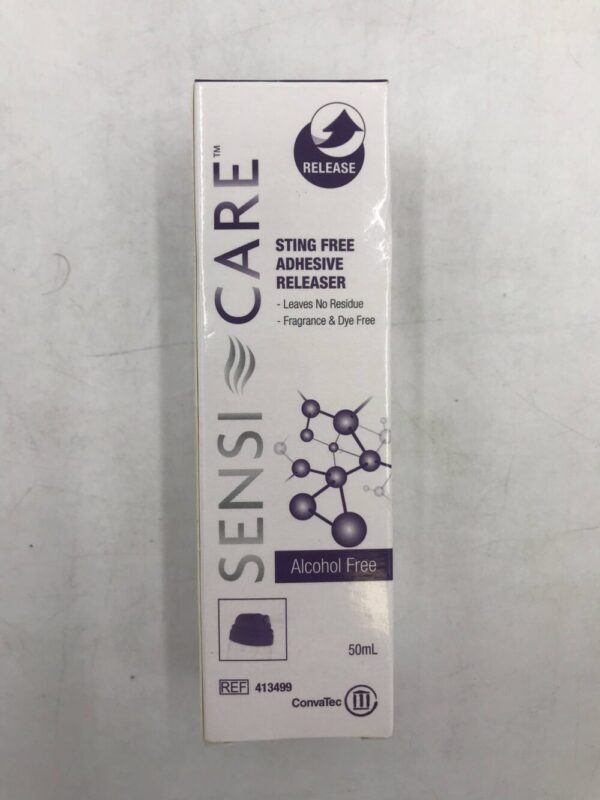 RELEASE
SENSI CARE™
STING FREE
ADHESIVE
RELEASER
- Leaves No Residue
- Fragrance & Dye Free
Alcohol Free
50mL
REF 413499
ConvaTec